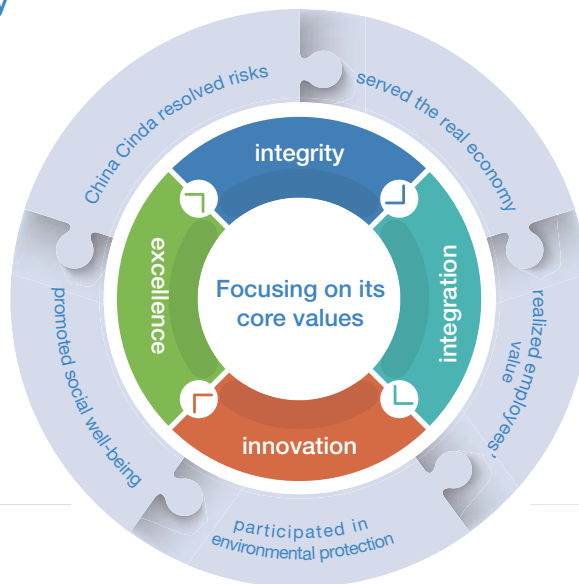 y
China Cinda resolved risks
served the real economy
realized employees'
value
participated in
environmental protection
promoted social well-being
integrity
integration
innovation
excellence
Focusing on its
core values